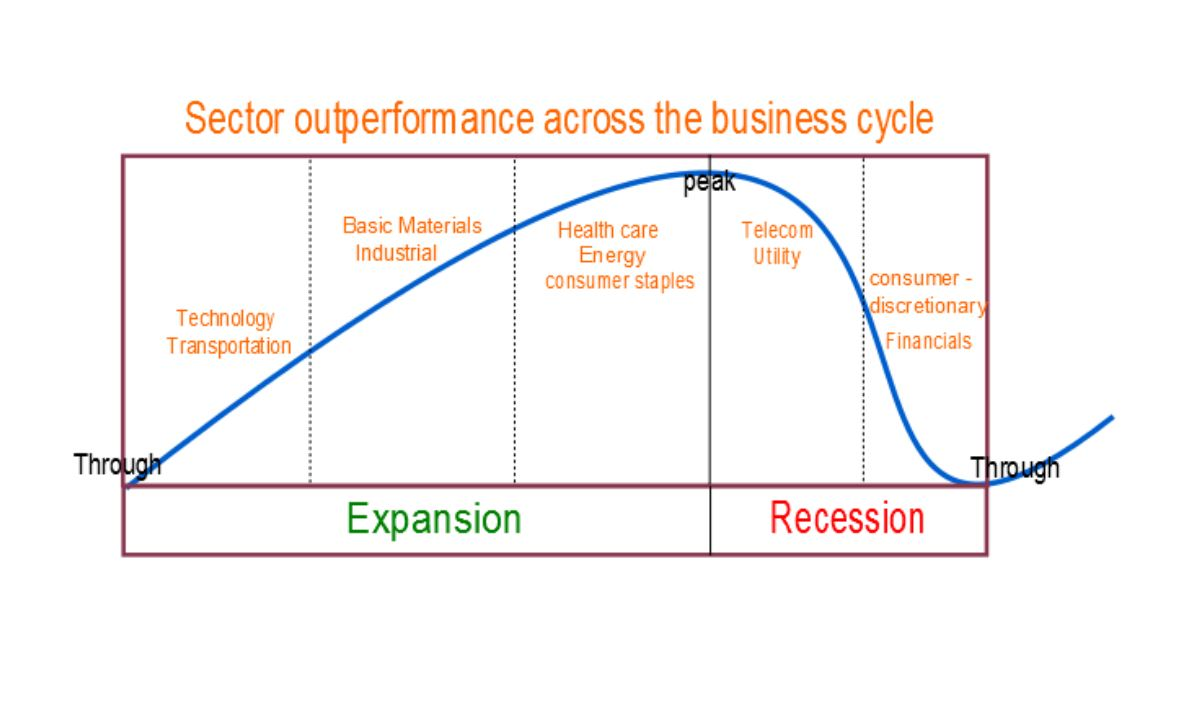 Sector outperformance across the business cycle
peak
Basic Materials
Industrial
Health care
Energy
consumer staples
Telecom
Utility
consumer -
discretionary
Financials
Technology
Transportation
Through
Through
Expansion
Recession